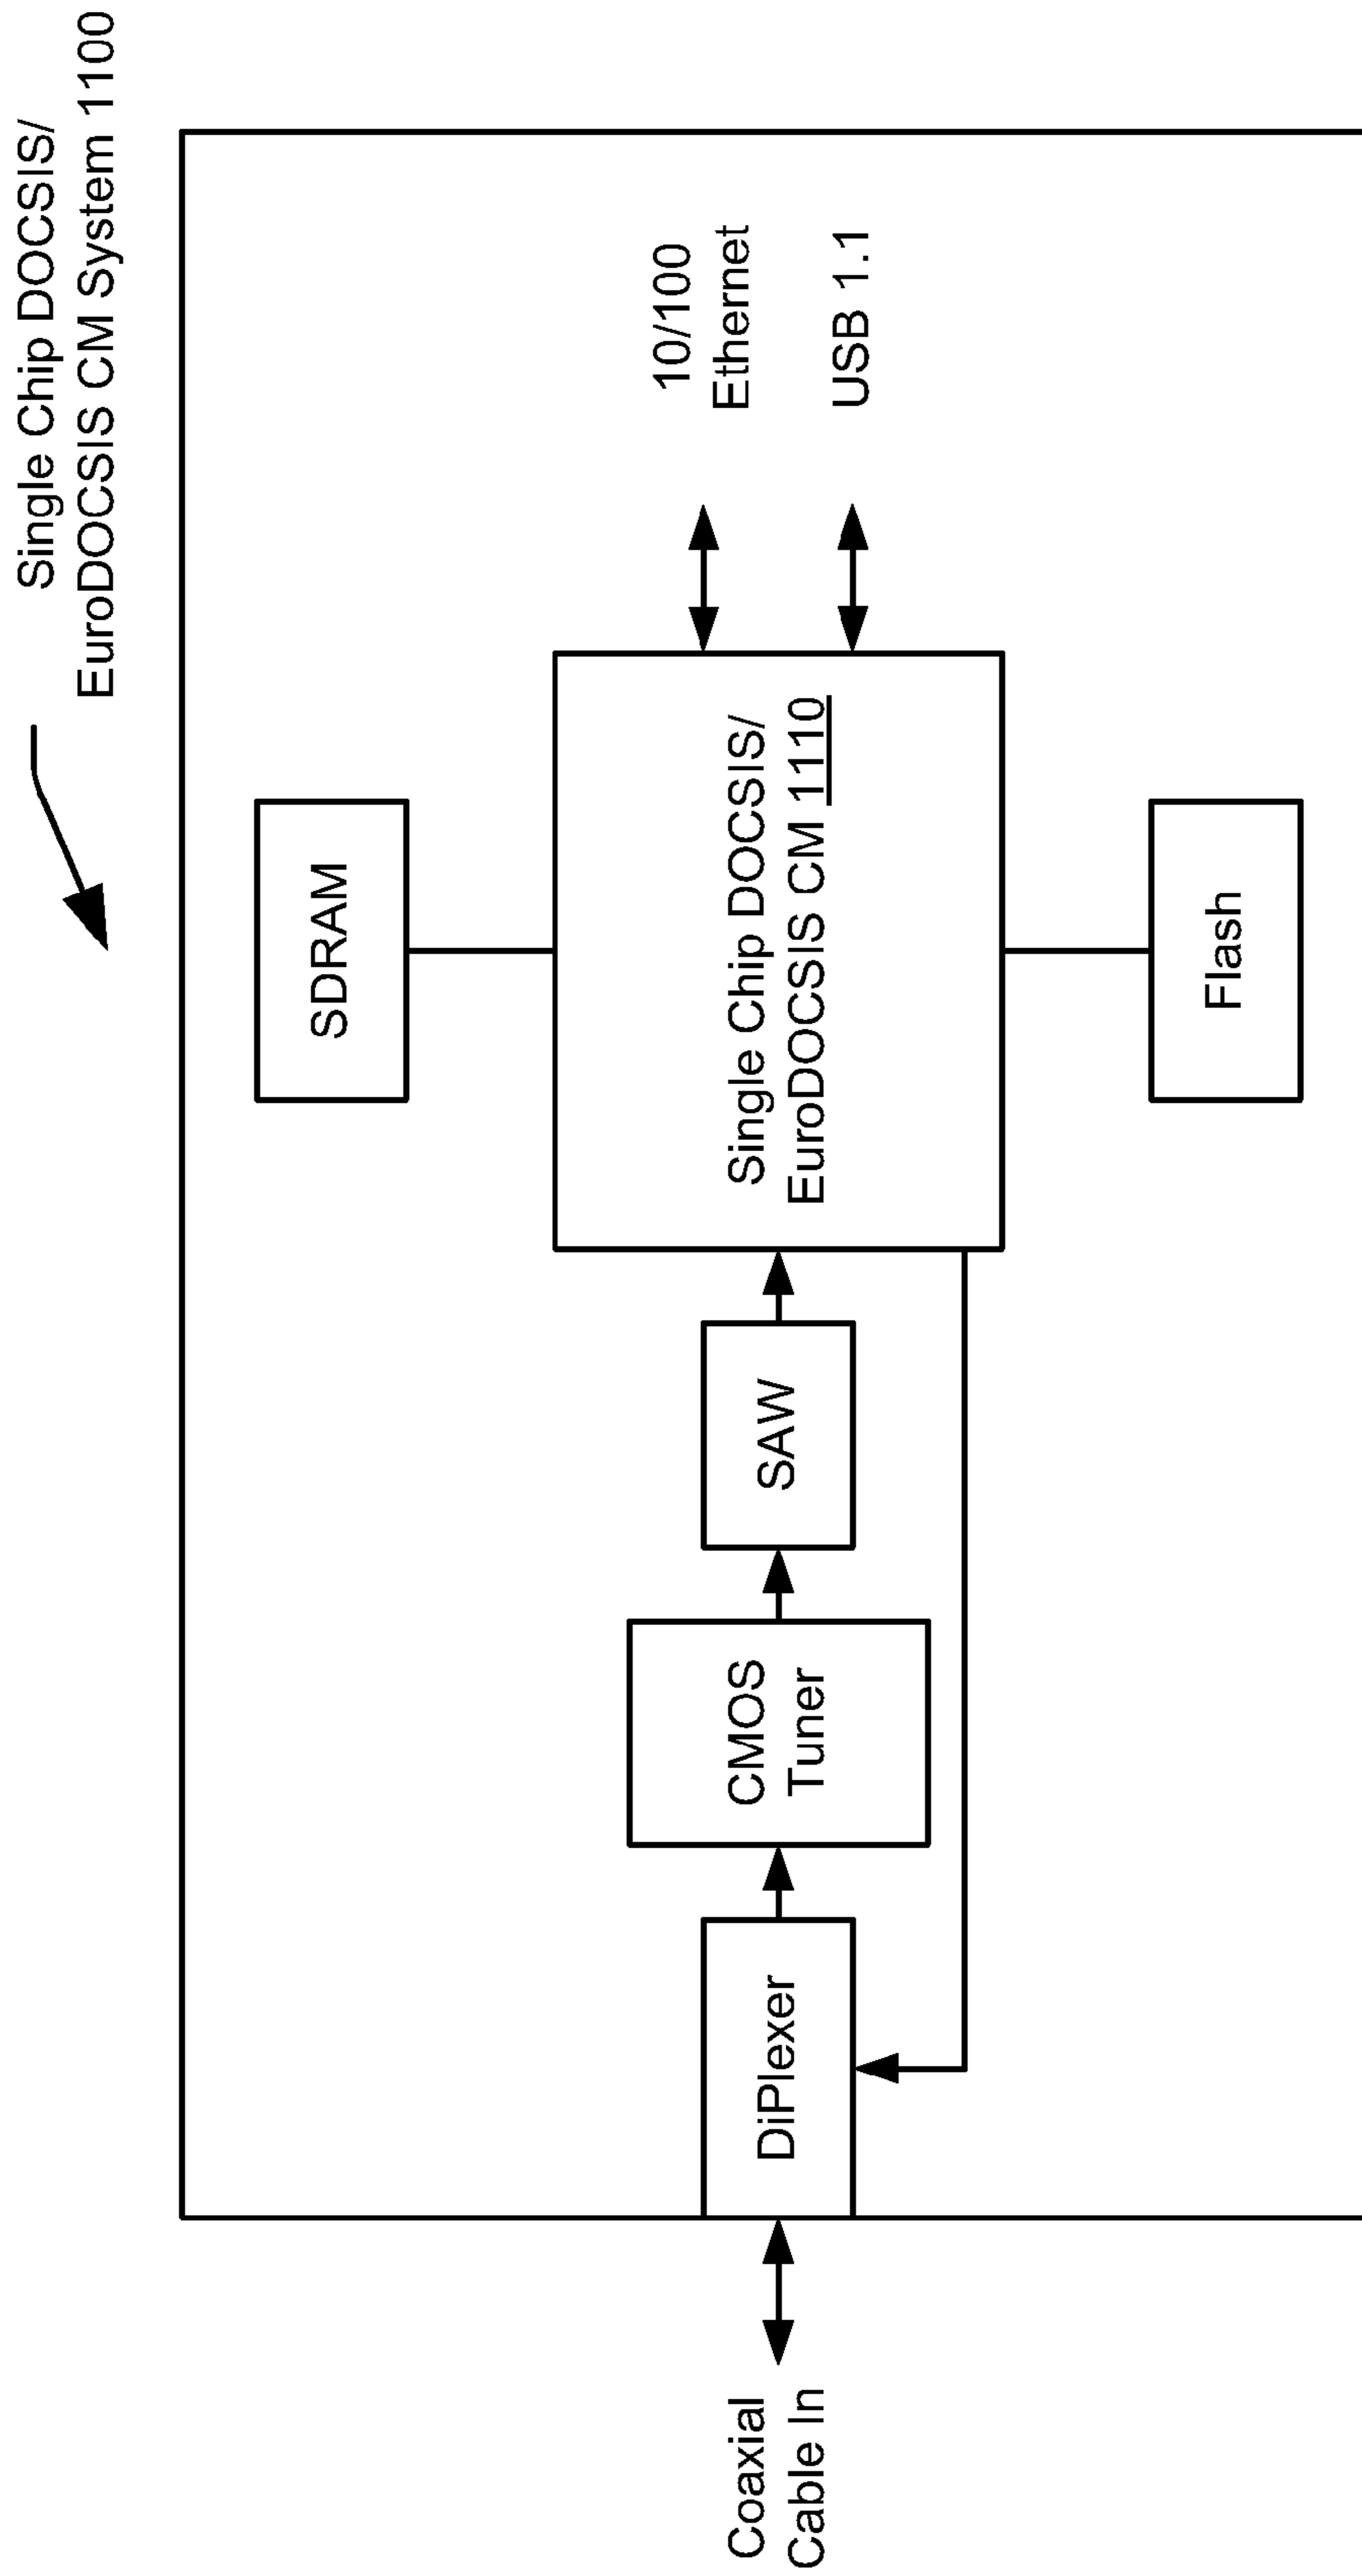 Single Chip DOCSIS/
EuroDOCSIS CM System 1100
SDRAM
10/100
Ethernet
USB 1.1
Single Chip DOCSIS/
EuroDOCSIS CM 1110
SAW
CMOS
Tuner
DiPlexer
Coaxial
Cable In
Flash